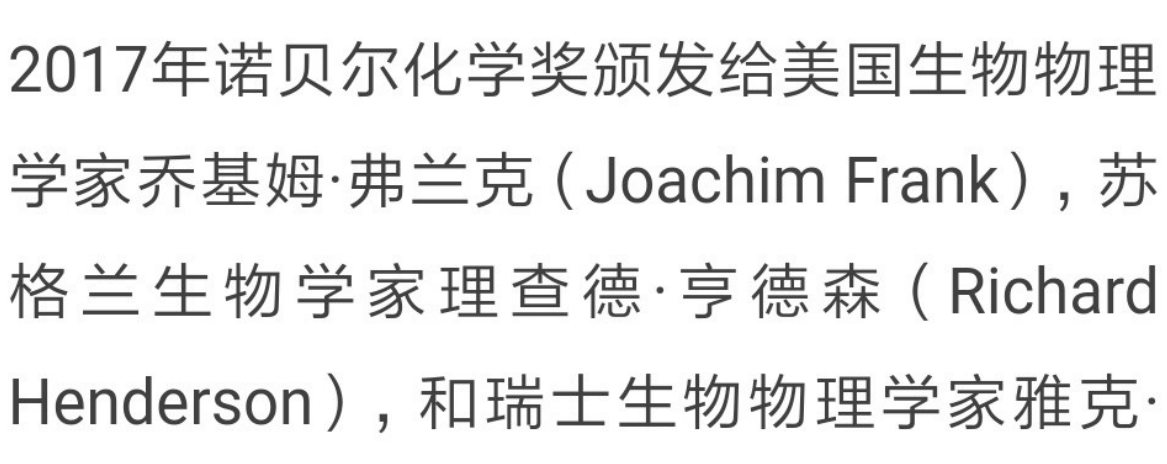 2017年诺贝尔化学奖颁发给美国生物物理
学家乔基姆·弗兰克（Joachim Frank），苏
格兰生物学家理查德·亨德森（Richard
Henderson），和瑞士生物物理学家雅克·